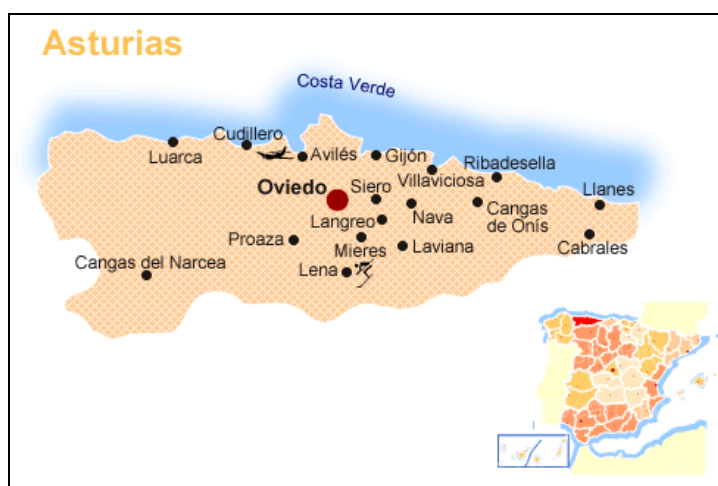 Asturias
Costa Verde
Cudillero
Luarca
Avilés
Gijón
Ribadesella
Villaviciosa
Oviedo
Siero
Llanes
Langreo
Nava
Cangas
de Onís
Proaza
Mieres
Laviana
Cabrales
Cangas del Narcea
Lena